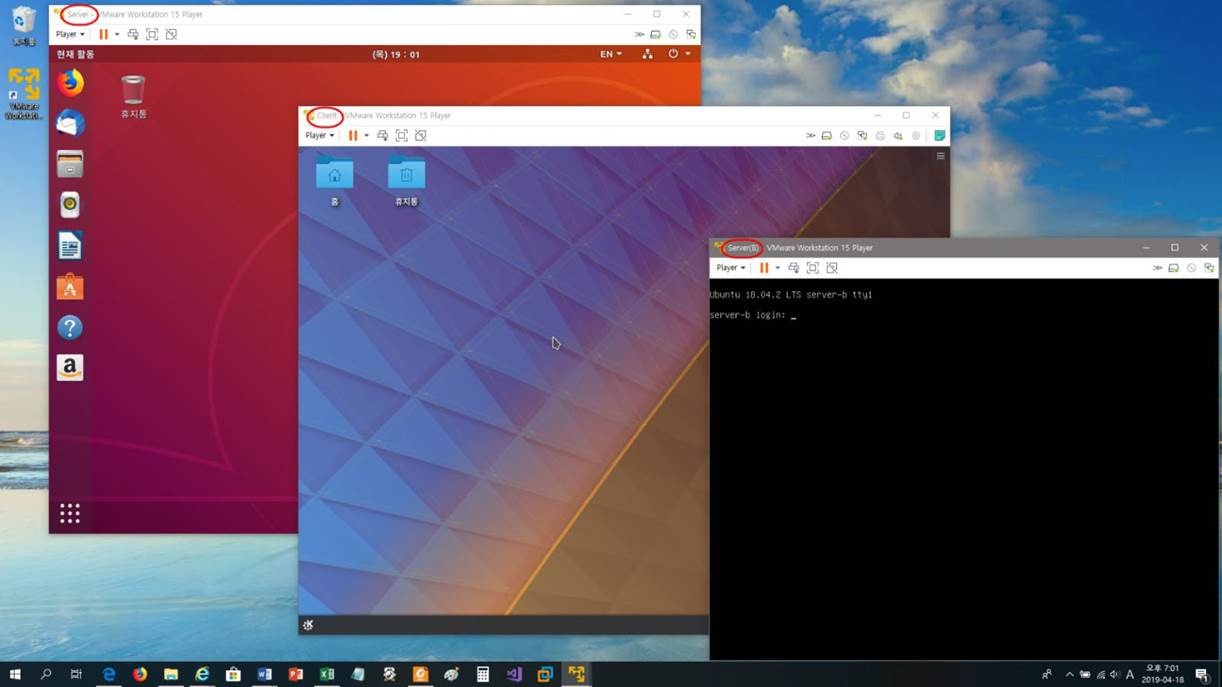 Server - VMware Workstation 15 Player
휴지통
Player
현재 활동
(목) 19 : 01
EN
VMware
Workstati...
휴지통
Client - VMware Workstation 15 Player
Player
홈
휴지통
Server(B) - VMware Workstation 15 Player
Player
Ubuntu 18.04.2 LTS server-b tty1
server-b login: _
A
오후 7:01
2019-04-18
1